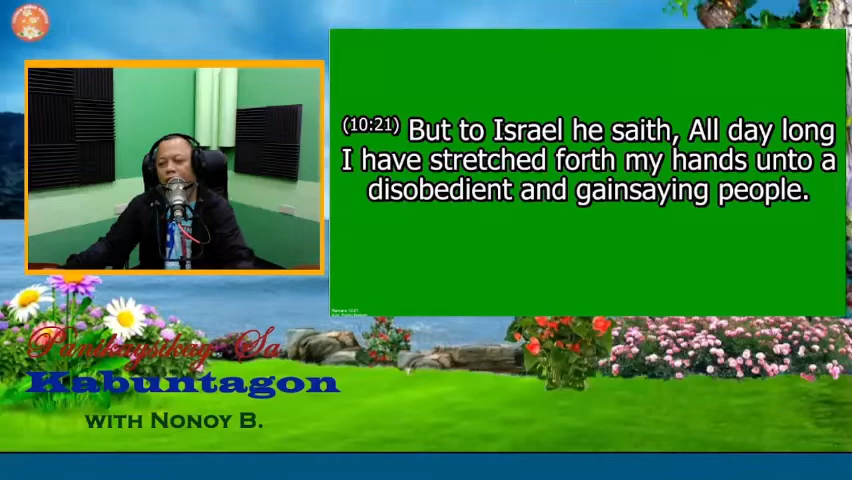 (10:21) But to Israel he saith, All day long
I have stretched forth my hands unto a
disobedient and gainsaying people.
Panikaysikay Sa
Kabuntagon
WITH NONOY B.